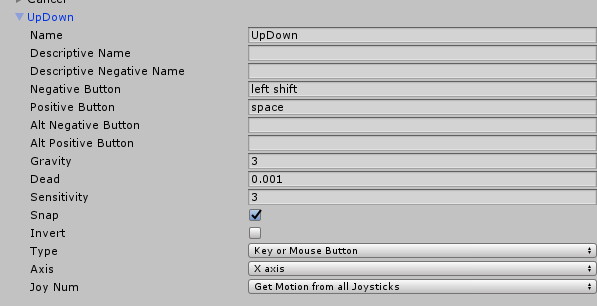 Cancel
UpDown
Name UpDown
Descriptive Name
Descriptive Negative Name
Negative Button left shift
Positive Button space
Alt Negative Button
Alt Positive Button
Gravity 3
Dead 0.001
Sensitivity 3
Snap
Invert
Type Key or Mouse Button
Axis X axis
Joy Num Get Motion from all Joysticks